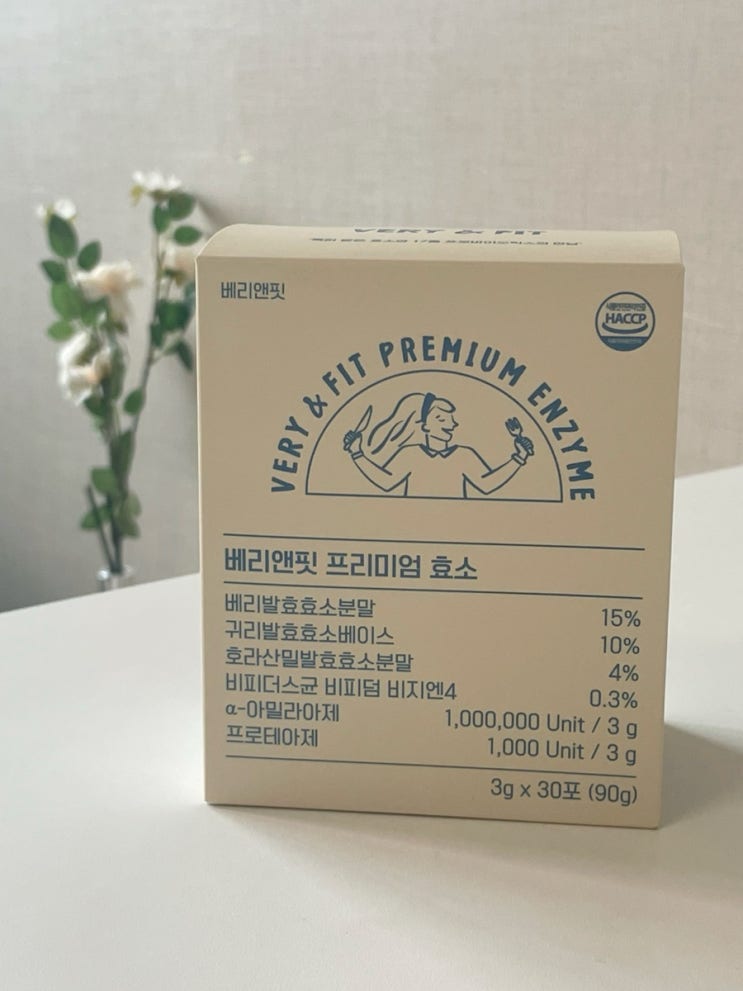 VERY & FIT
베리앤핏
HACCP
VERY & FIT PREMIUM ENZYME
베리앤핏 프리미엄 효소
베리발효효소분말 15%
귀리발효효소베이스 10%
호라산밀발효효소분말 4%
비피더스균 비피덤 비지엔4 0.3%
α-아밀라아제 1,000,000 Unit / 3 g
프로테아제 1,000 Unit / 3 g
3g x 30포 (90g)